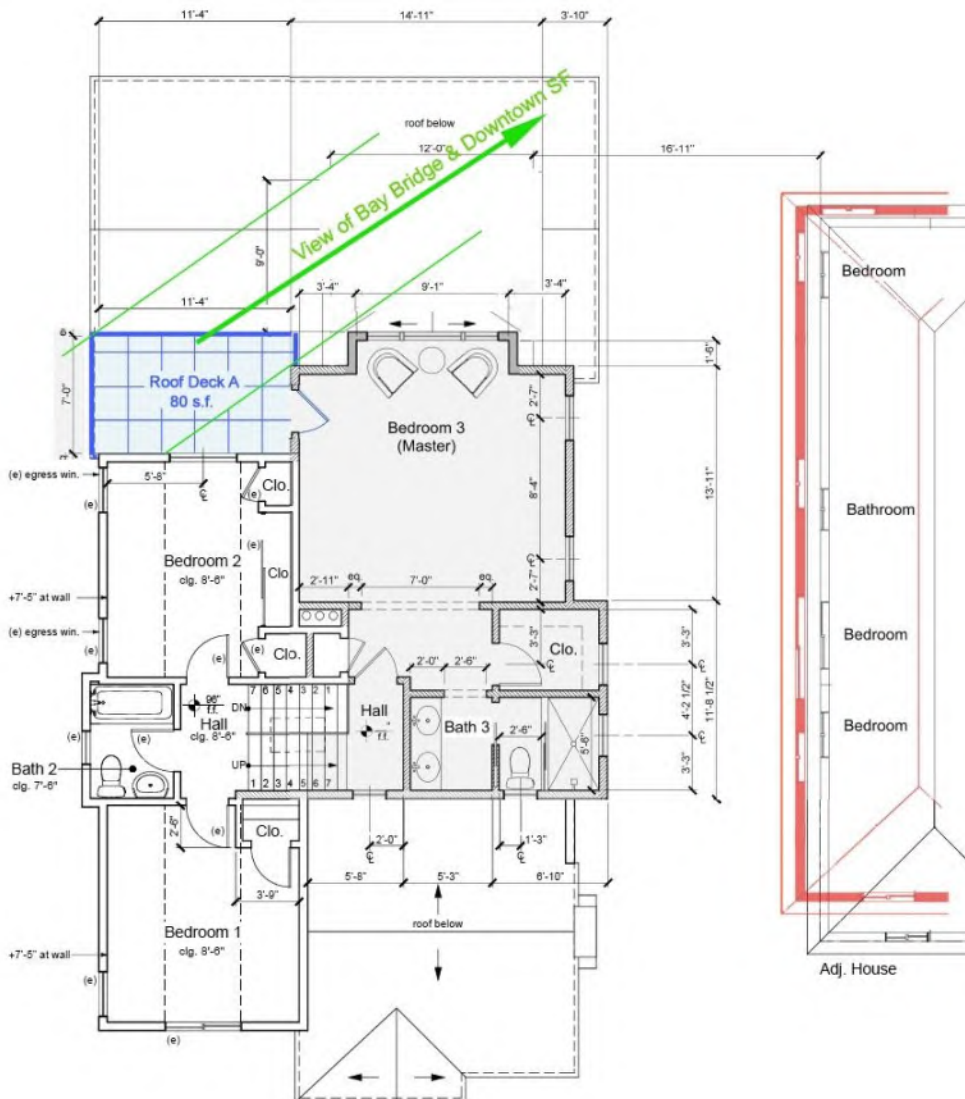 11'-4"
14'-11"
3'-10"
roof below
View of Bay Bridge & Downtown SF
12'-0"
16'-11"
9'-0"
11'-4"
3'-4"
9'-1"
3'-4"
7'-0"
Roof Deck A
80 s.f.
Bedroom 3
(Master)
1'-6"
2'-7"
8'-4"
2'-7"
13'-11"
(e) egress win.
5'-8"
(e)
(e)
Clo.
(e)
Bedroom 2
clg. 8'-6"
Clo
+7'-5" at wall
(e) egress win.
(e)
(e)
Clo.
2'-11"
eq.
7'-0"
eq.
3'-3"
Clo.
3'-3"
2'-0"
2'-6"
4'-2 1/2"
11'-8 1/2"
3'-3"
96"
f.f.
Hall
clg. 8'-6"
7 6 5 4 3 2 1
DN
UP
1 2 3 4 5 6 7
Hall
f.f.
Bath 3
2'-6"
5'-6"
(e)
(e)
Bath 2
clg. 7'-6"
2'-6"
(e)
Clo.
3'-9"
2'-0"
1'-3"
5'-8"
5'-3"
6'-10"
roof below
Bedroom 1
clg. 8'-6"
+7'-5" at wall
(e)
(e)
Bedroom
Bathroom
Bedroom
Bedroom
Adj. House